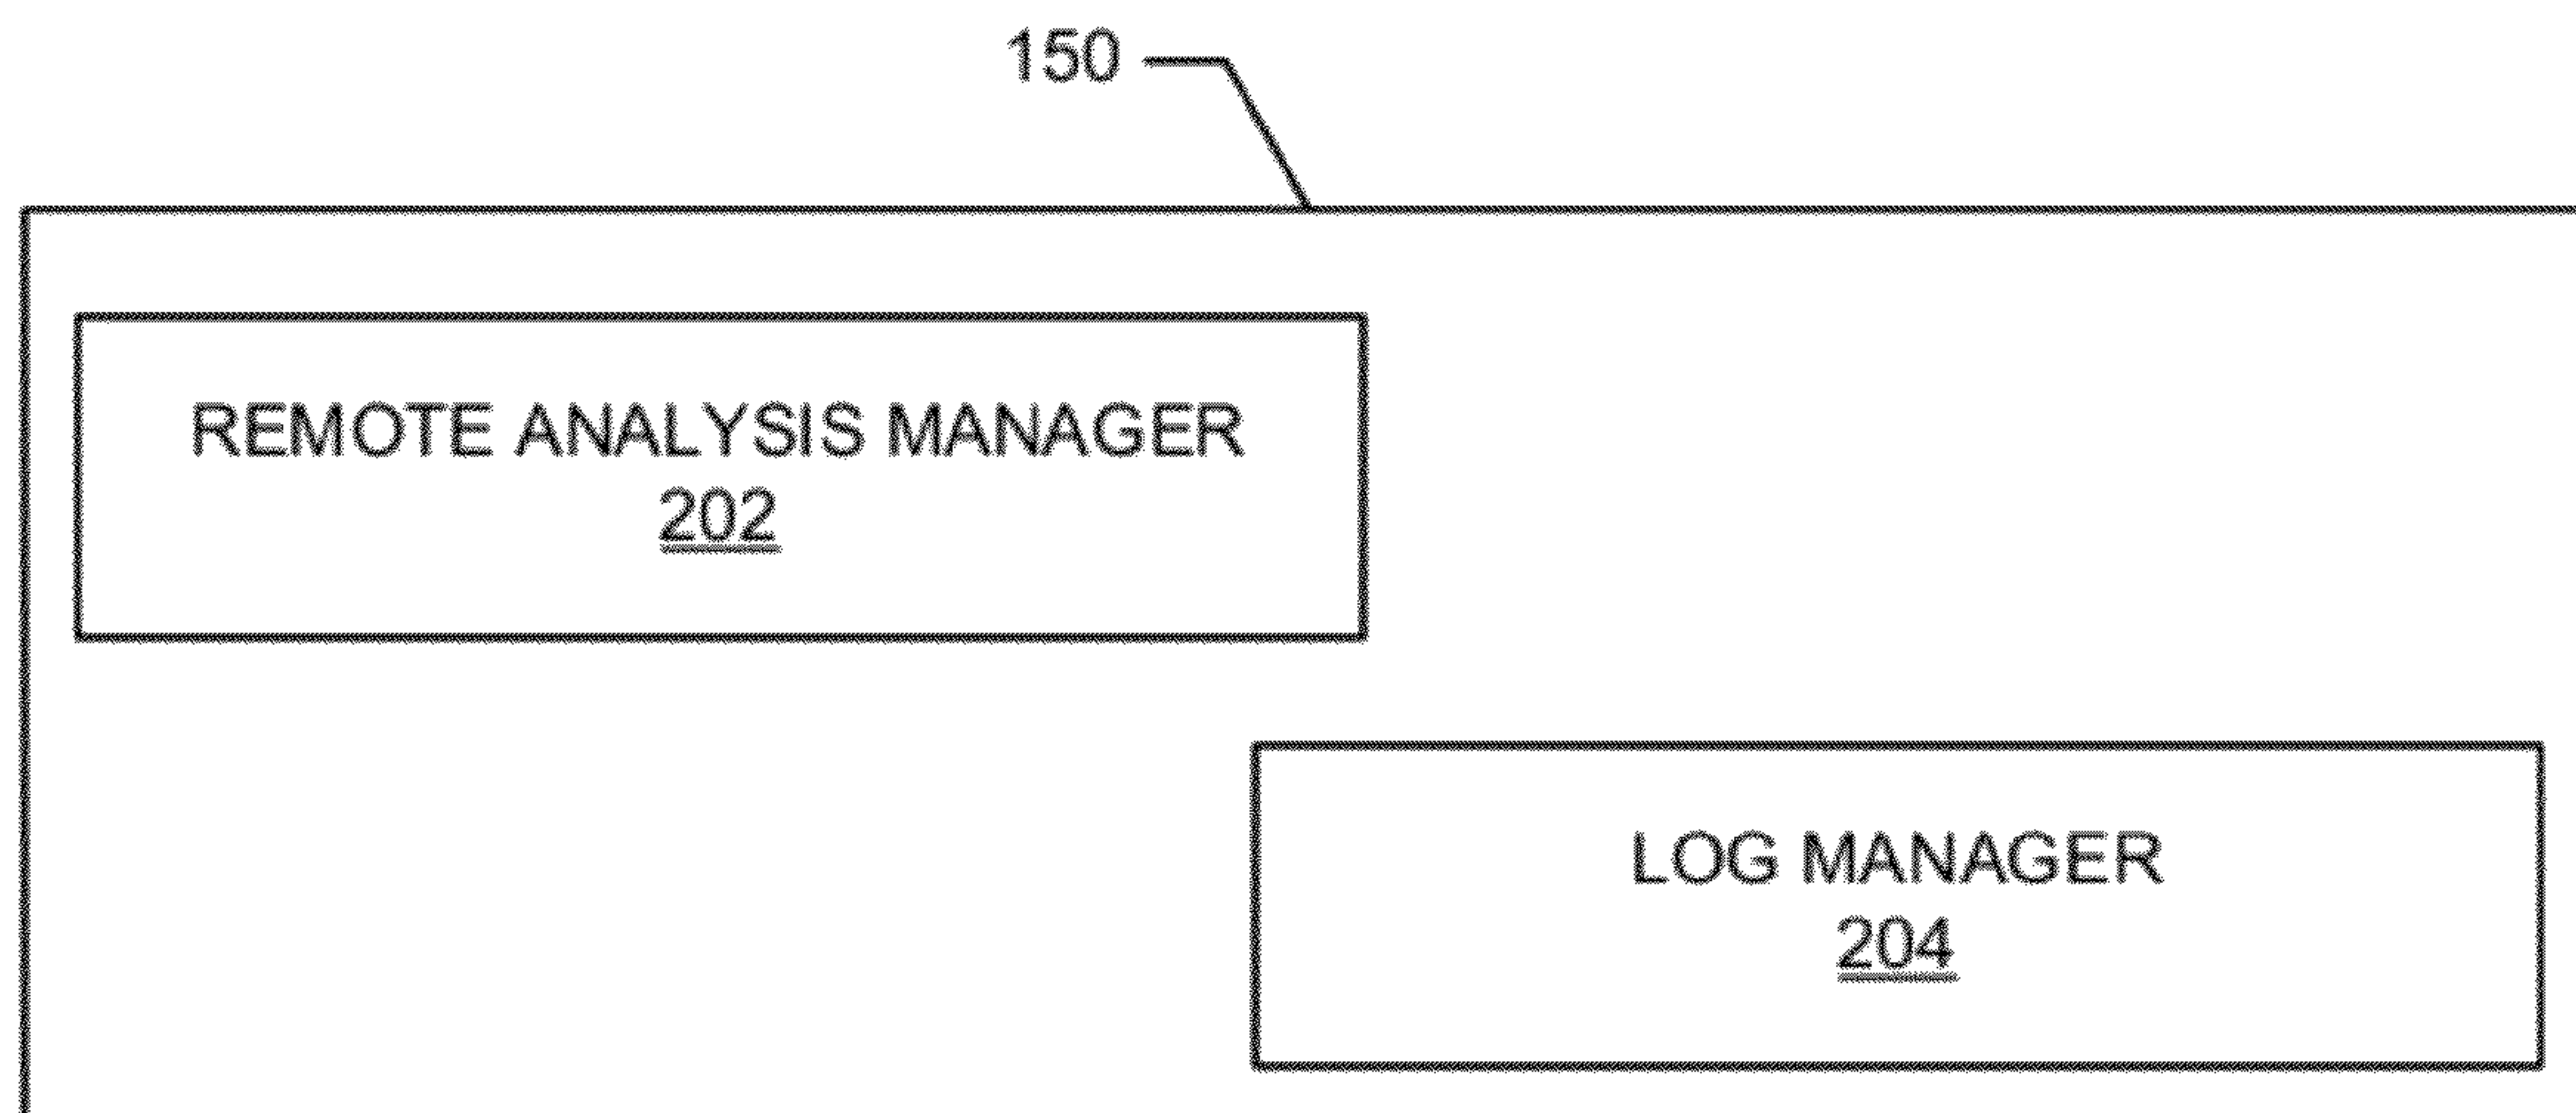 150
REMOTE ANALYSIS MANAGER
202
LOG MANAGER
204